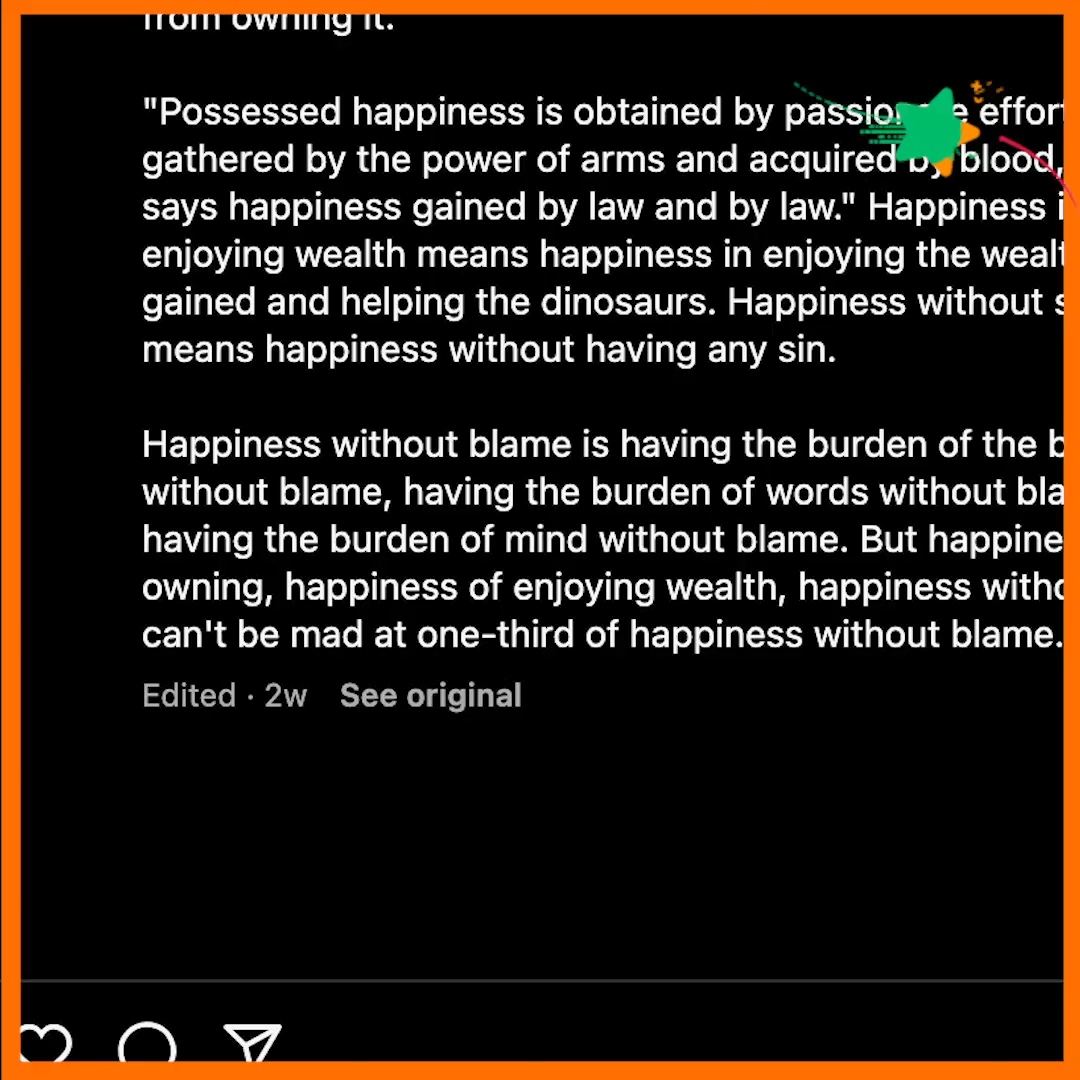 from owning it.
"Possessed happiness is obtained by effor
gathered by the power of arms and acquired by blood,
says happiness gained by law and by law." Happiness i
enjoying wealth means happiness in enjoying the wealt
gained and helping the dinosaurs. Happiness without s
means happiness without having any sin.
Happiness without blame is having the burden of the b
without blame, having the burden of words without bla
having the burden of mind without blame. But happine
owning, happiness of enjoying wealth, happiness witho
can't be mad at one-third of happiness without blame.
Edited · 2w See original